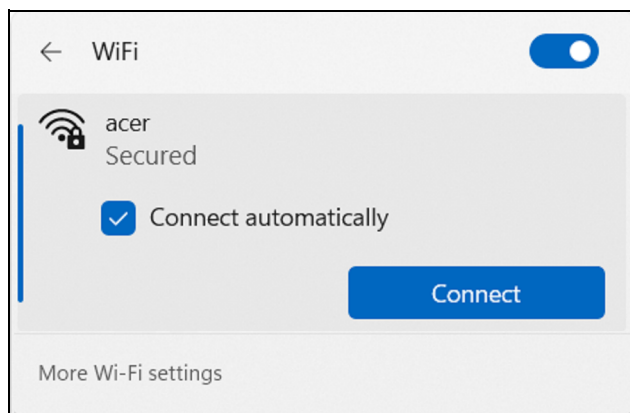 WiFi
acer
Secured
Connect automatically
Connect
More Wi-Fi settings